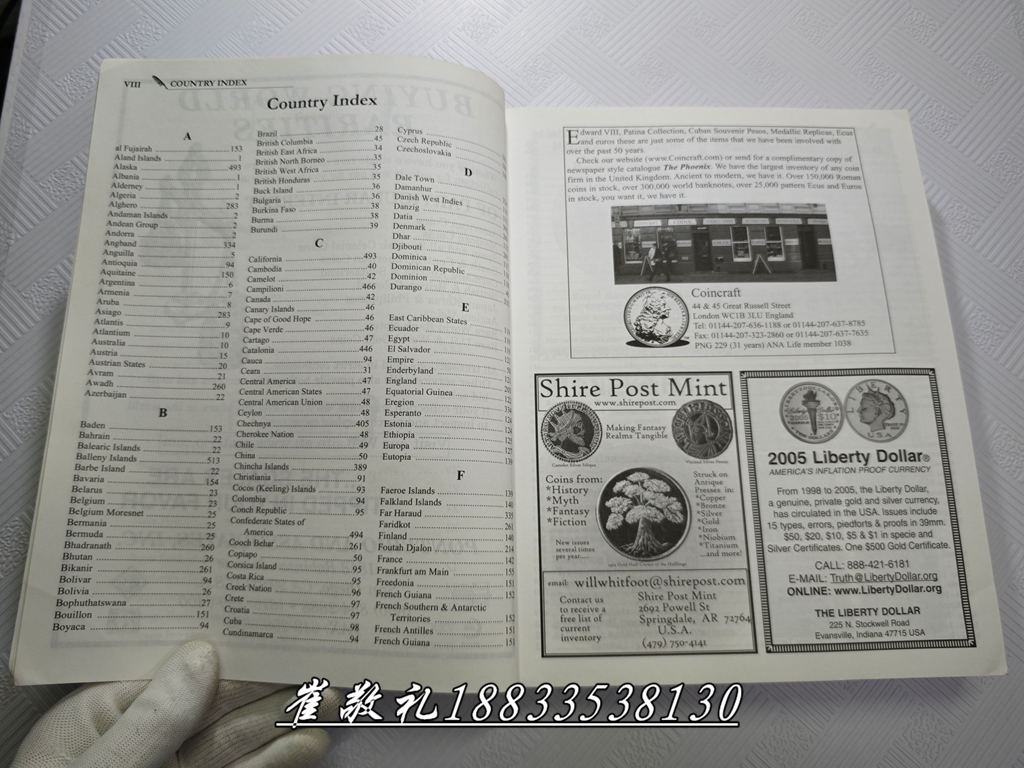 VIII COUNTRY INDEX
Country Index
A
al Fujairah 153
Aland Islands 1
Alaska 493
Albania 1
Alderney 1
Algeria 2
Alghero 283
Andaman Islands 2
Andean Group 2
Andorra 2
Angband 334
Anguilla 5
Antioquia 94
Aquitaine 150
Argentina 6
Armenia 7
Aruba 8
Asiago 283
Atlantis 9
Atlantium 10
Australia 10
Austria 15
Austrian States 20
Avram 21
Awadh 260
Azerbaijan 22
B
Baden 153
Bahrain 22
Balearic Islands 22
Balleny Islands 513
Barbe Island 22
Bavaria 154
Belarus 23
Belgium 23
Belgium Moresnet 25
Bermania 25
Bermuda 25
Bhadranath 260
Bhutan 26
Bikanir 261
Bolivar 94
Bolivia 26
Bophuthatswana 27
Bouillon 151
Boyaca 94
Brazil 28
British Columbia 45
British East Africa 34
British North Borneo 35
British West Africa 35
British Honduras 35
Buck Island 36
Bulgaria 36
Burkina Faso 38
Burma 38
Burundi 39
C
California 493
Cambodia 40
Camelot 42
Campilioni 466
Canada 42
Canary Islands 46
Cape of Good Hope 46
Cape Verde 46
Cartago 47
Catalonia 446
Cauca 94
Ceara 31
Central America 47
Central American States 47
Central American Union 48
Ceylon 48
Chechnya 405
Cherokee Nation 48
Chile 49
China 50
Chincha Islands 389
Christiania 91
Cocos (Keeling) Islands 93
Colombia 94
Conch Republic 95
Confederate States of
America 494
Cooch Behar 261
Copiapo 50
Corsica Island 95
Costa Rica 95
Creek Nation 96
Crete 97
Croatia 97
Cuba 98
Cundinamarca 94
Cyprus
Czech Republic
Czechoslovakia
D
Dale Town
Damanhur
Danish West Indies
Danzig
Datia
Denmark
Dhar
Djibouti
Dominica
Dominican Republic
Dominion
Durango
E
East Caribbean States
Ecuador
Egypt
El Salvador
Empire
Enderbyland
England
Equatorial Guinea
Eregion
Esperanto
Estonia
Ethiopia
Europa
Eutopia
F
Faeroe Islands
Falkland Islands
Far Haraud 335
Faridkot 261
Finland 140
Foutah Djalon 214
France 142
Frankfurt am Main 155
Freedonia 151
French Guiana 152
French Southern & Antarctic
Territories 152
French Antilles 151
French Guiana 151
Edward VIII, Patina Collection, Cuban Souvenir Pesos, Medallic Replicas, Ecus
and euros these are just some of the items that we have been involved with
over the past 50 years.
Check our website (www.Coincraft.com) or send for a complimentary copy of
newspaper style catalogue The Phoenix. We have the largest inventory of any coin
firm in the United Kingdom. Ancient to modern, we have it. Over 150,000 Roman
coins in stock, over 300,000 world banknotes, over 25,000 pattern Ecus and Euros
in stock, you want it, we have it.
Coincraft
44 & 45 Great Russell Street
London WC1B 3LU England
Tel: 01144-207-636-1188 or 01144-207-637-8785
Fax: 01144-207-323-2860 or 01144-207-637-7635
PNG 229 (31 years) ANA Life member 1038
Shire Post Mint
www.shirepost.com
Making Fantasy
Realms Tangible
Coins from:
*History
*Myth
*Fantasy
*Fiction
New issues
several times
per year....
Struck on
Antique
Presses in:
*Copper
*Bronze
*Silver
*Gold
*Iron
*Niobium
*Titanium
...and more!
email: willwhitfoot@shirepost.com
Contact us
to receive a
free list of
current
inventory
Shire Post Mint
2692 Powell St
Springdale, AR 72764
U.S.A.
(479) 750-4141
LIBERTY
USA
2005 Liberty Dollar®
AMERICA'S INFLATION PROOF CURRENCY
From 1998 to 2005, the Liberty Dollar,
a genuine, private gold and silver currency,
has circulated in the USA. Issues include
15 types, errors, piedforts & proofs in 39mm.
$50, $20, $10, $5 & $1 in specie and
Silver Certificates. One $500 Gold Certificate.
CALL: 888-421-6181
E-MAIL: Truth@LibertyDollar.org
ONLINE: www.LibertyDollar.org
THE LIBERTY DOLLAR
225 N. Stockwell Road
Evansville, Indiana 47715 USA
崔敬礼18833538130